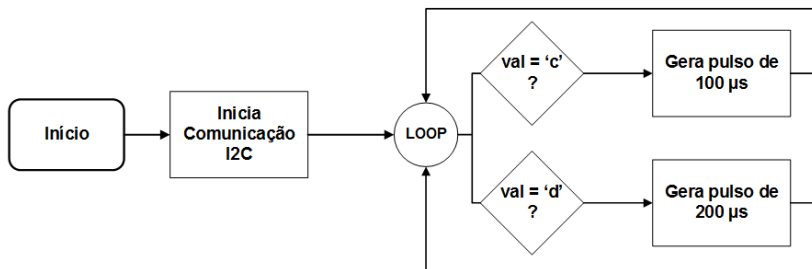 Início
Inicia
Comunicação
I2C
LOOP
val = ‘c’
?
Gera pulso de
100 µs
val = ‘d’
?
Gera pulso de
200 µs